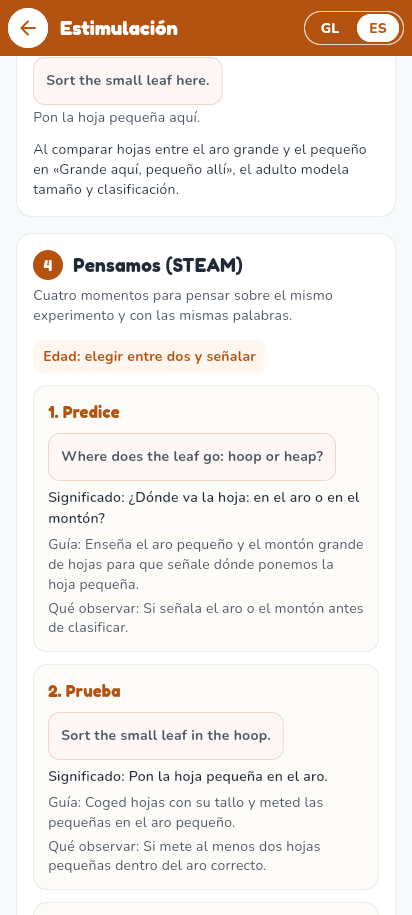 Estimulación
GL
ES
Sort the small leaf here.
Pon la hoja pequeña aquí.
Al comparar hojas entre el aro grande y el pequeño
en «Grande aquí, pequeño allí», el adulto modela
tamaño y clasificación.
4
Pensamos (STEAM)
Cuatro momentos para pensar sobre el mismo
experimento y con las mismas palabras.
Edad: elegir entre dos y señalar
1. Predice
Where does the leaf go: hoop or heap?
Significado: ¿Dónde va la hoja: en el aro o en el
montón?
Guía: Enseña el aro pequeño y el montón grande
de hojas para que señale dónde ponemos la
hoja pequeña.
Qué observar: Si señala el aro o el montón antes
de clasificar.
2. Prueba
Sort the small leaf in the hoop.
Significado: Pon la hoja pequeña en el aro.
Guía: Coged hojas con su tallo y meted las
pequeñas en el aro pequeño.
Qué observar: Si mete al menos dos hojas
pequeñas dentro del aro correcto.